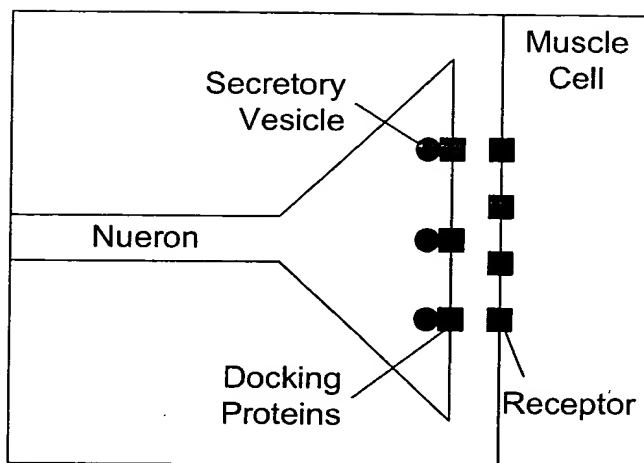 Muscle
Cell
Secretory
Vesicle
Nueron
Docking
Proteins
Receptor